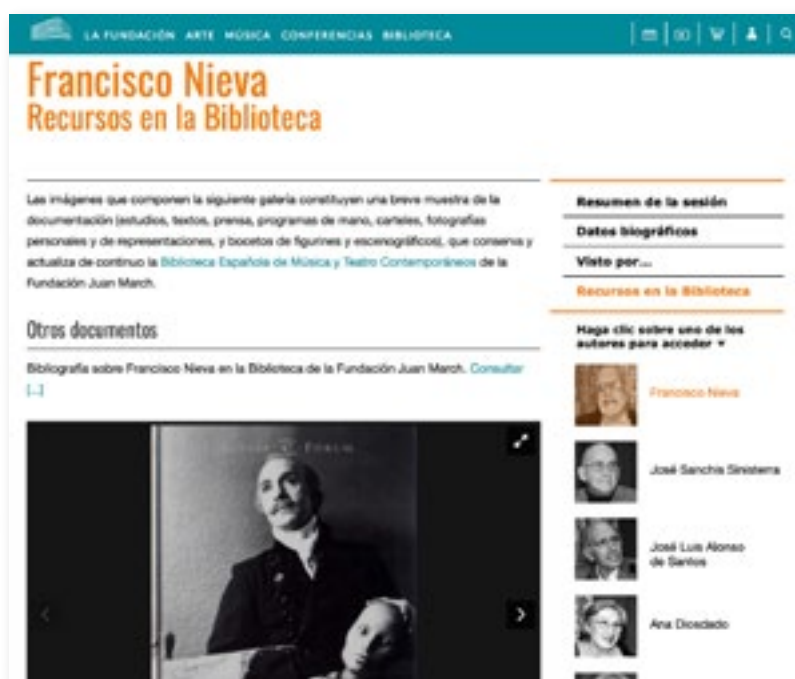 LA FUNDACIÓN ARTE MÚSICA CONFERENCIAS BIBLIOTECA
Francisco Nieva
Recursos en la Biblioteca
Las imágenes que componen la siguiente galería constituyen una breve muestra de la
documentación (estudios, textos, prensa, programas de mano, carteles, fotografías
personales y de representaciones, y bocetos de figurines y escenográficos), que conserva y
actualiza de continuo la Biblioteca Española de Música y Teatro Contemporáneos de la
Fundación Juan March.
Otros documentos
Bibliografía sobre Francisco Nieva en la Biblioteca de la Fundación Juan March. Consultar
[...]
Resumen de la sesión
Datos biográficos
Visto por...
Recursos en la Biblioteca
Haga clic sobre uno de los
autores para acceder ▼
Francisco Nieva
José Sanchis Sinisterra
José Luis Alonso
de Santos
Ana Diosdado